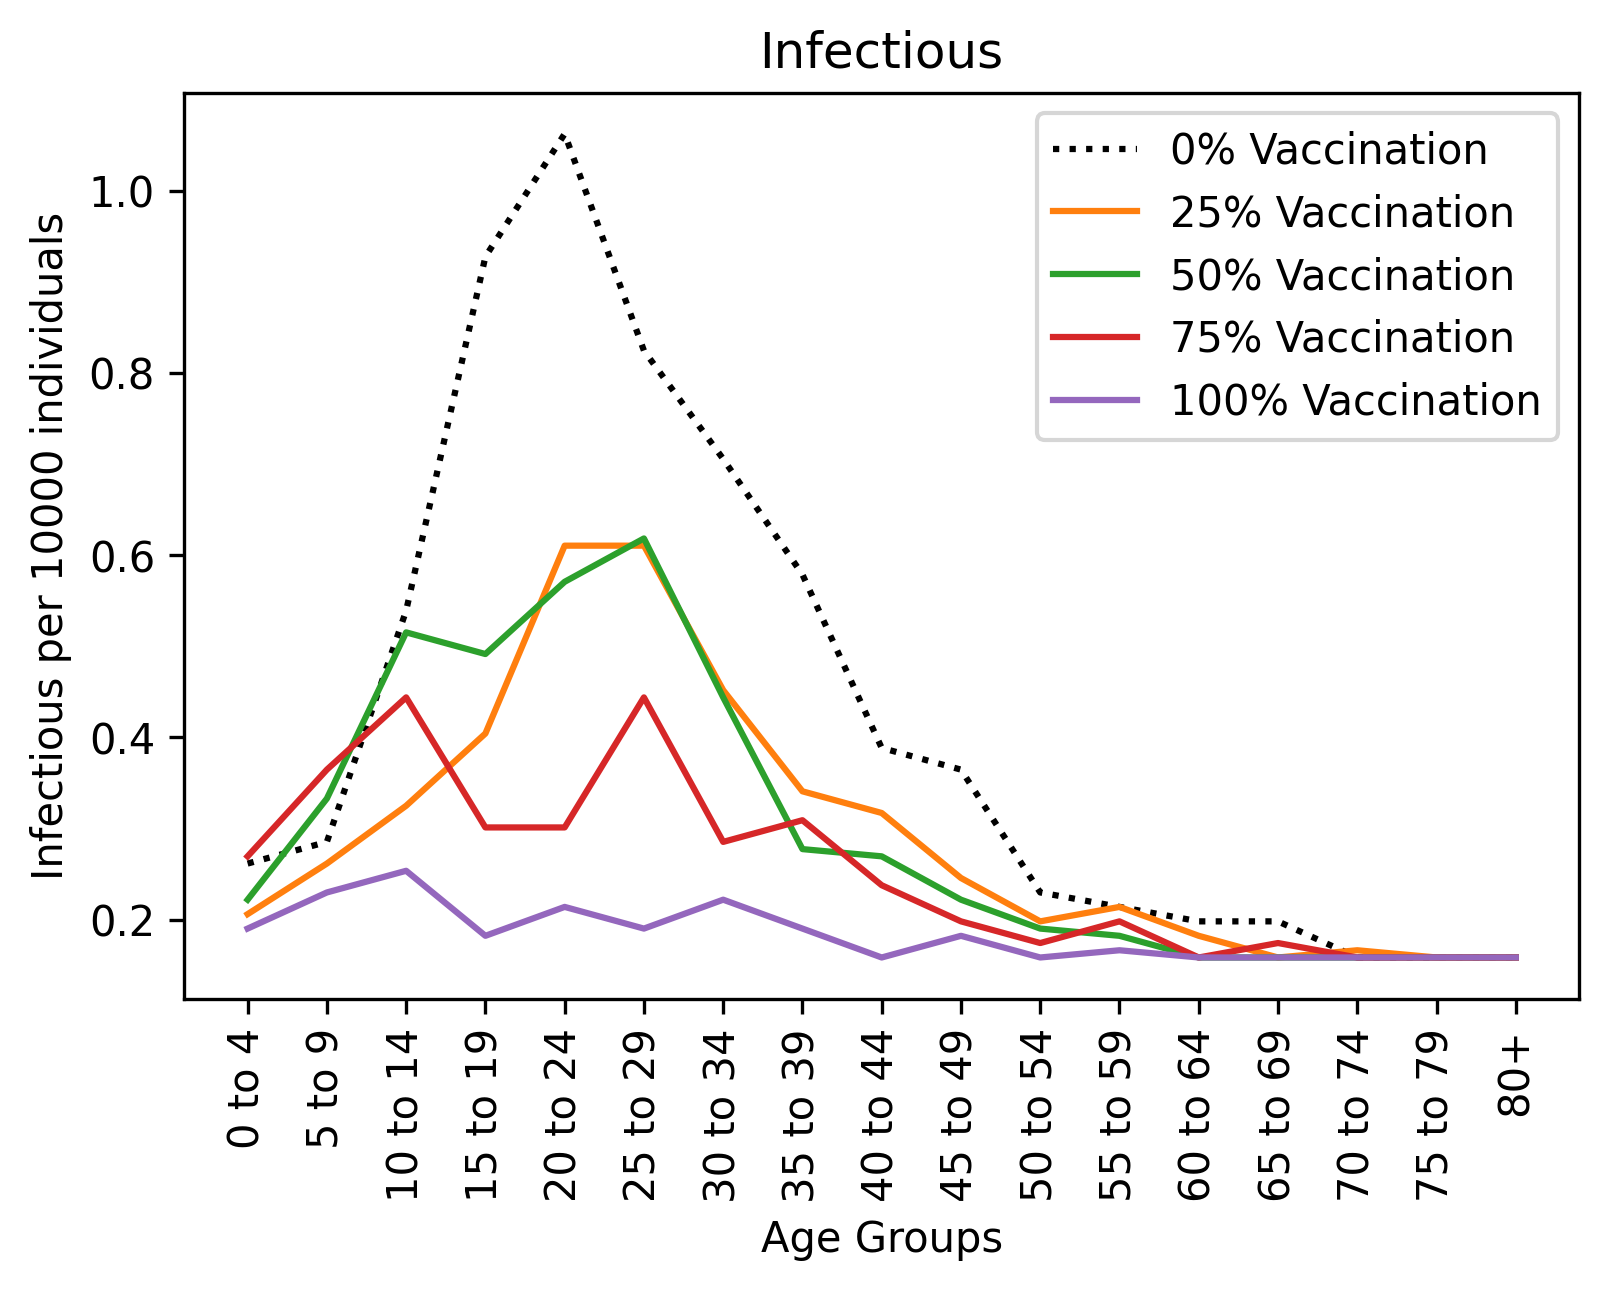 Infectious
Infectious per 10000 individuals
1.0
0.8
0.6
0.4
0.2
0% Vaccination
25% Vaccination
50% Vaccination
75% Vaccination
100% Vaccination
0 to 4
5 to 9
10 to 14
15 to 19
20 to 24
25 to 29
30 to 34
35 to 39
40 to 44
45 to 49
50 to 54
55 to 59
60 to 64
65 to 69
70 to 74
75 to 79
80+
Age Groups